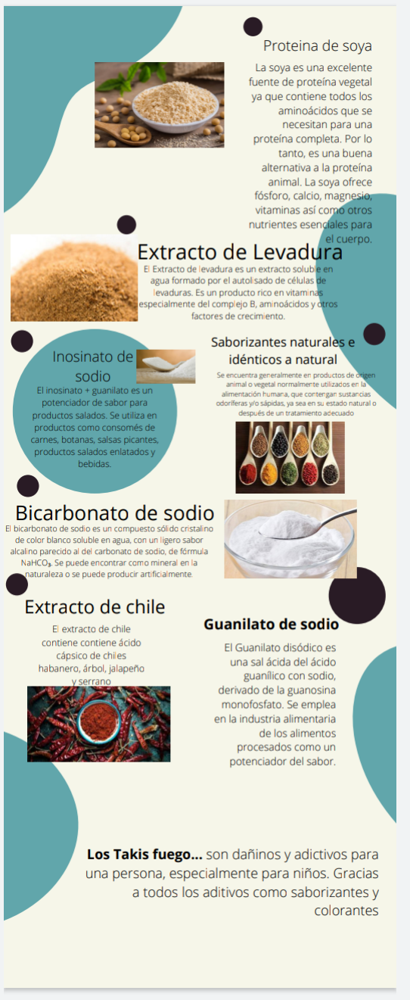 Proteina de soya
La soya es una excelente
fuente de proteína vegetal
ya que contiene todos los
aminoácidos que se
necesitan para una
proteína completa. Por lo
tanto, es una buena
alternativa a la proteína
animal. La soya ofrece
fósforo, calcio, magnesio,
vitaminas así como otros
nutrientes esenciales para
el cuerpo.
Extracto de Levadura
El Extracto de levadura es un extracto soluble en
agua formado por el autolisado de células de
levaduras. Es un producto rico en vitaminas
especialmente del complejo B, aminoácidos y otros
factores de crecimiento.
Inosinato de
sodio
El inosinato + guanilato es un
potenciador de sabor para
productos salados. Se utiliza en
productos como consomés de
carnes, botanas, salsas picantes,
productos salados enlatados y
bebidas.
Saborizantes naturales e
idénticos a natural
Se encuentra generalmente en productos de origen
animal o vegetal normalmente utilizados en la
alimentación humana, que contengan sustancias
odoríferas y/o sápidas, ya sea en su estado natural o
después de un tratamiento adecuado
Bicarbonato de sodio
El bicarbonato de sodio es un compuesto sólido cristalino
de color blanco soluble en agua, con un ligero sabor
alcalino parecido al del carbonato de sodio, de fórmula
NaHCO₃. Se puede encontrar como mineral en la
naturaleza o se puede producir artificialmente.
Extracto de chile
El extracto de chile
contiene contiene ácido
cápsico de chiles
habanero, árbol, jalapeño
y serrano
Guanilato de sodio
El Guanilato disódico es
una sal ácida del ácido
guanílico con sodio,
derivado de la guanosina
monofosfato. Se emplea
en la industria alimentaria
de los alimentos
procesados como un
potenciador del sabor.
Los Takis fuego... son dañinos y adictivos para
una persona, especialmente para niños. Gracias
a todos los aditivos como saborizantes y
colorantes